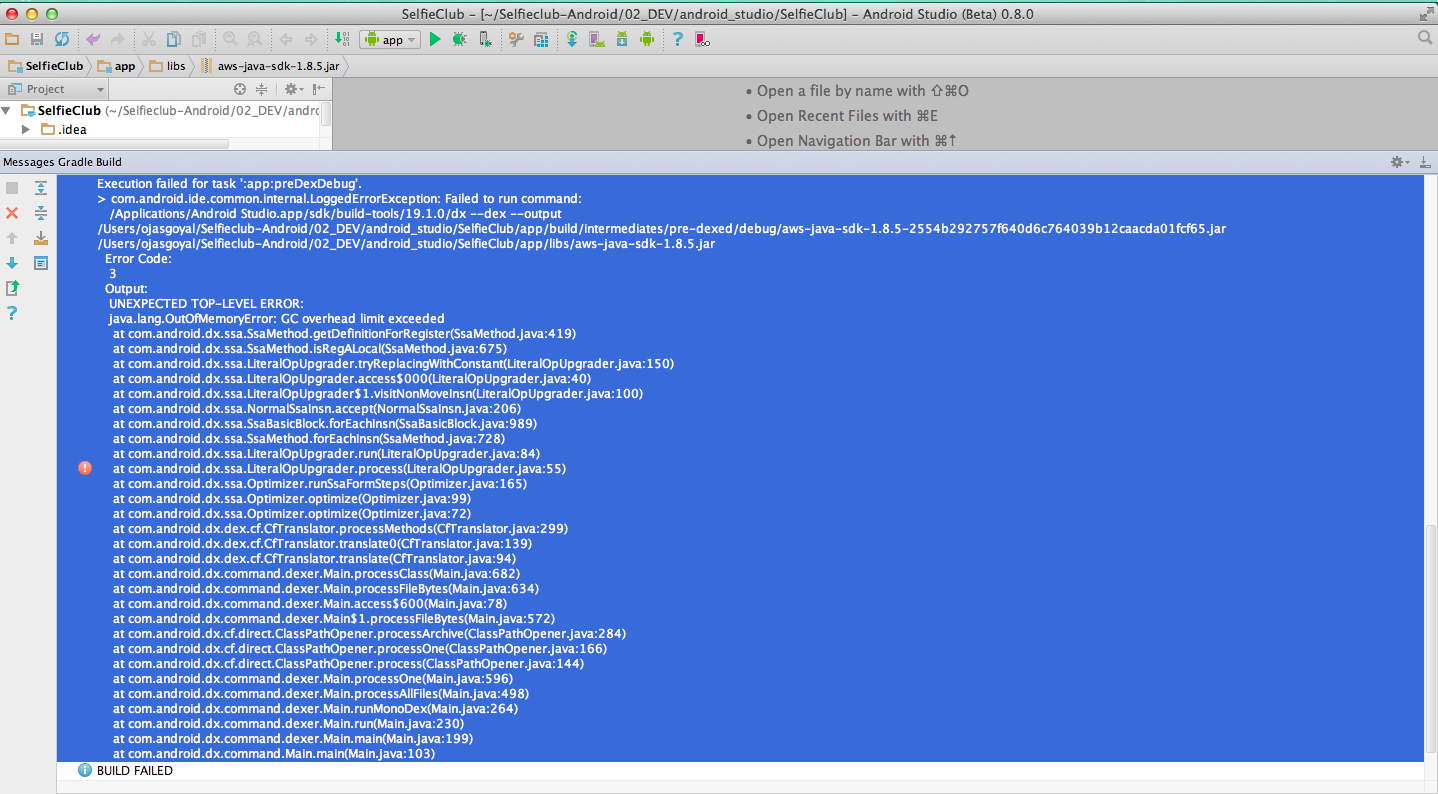 SelfieClub – [~/Selfieclub-Android/02_DEV/android_studio/SelfieClub] – Android Studio (Beta) 0.8.0
app
SelfieClub app libs aws-java-sdk-1.8.5.jar
Project
SelfieClub (~/Selfieclub-Android/02_DEV/andro
.idea
• Open a file by name with ⇧⌘O
• Open Recent Files with ⌘E
• Open Navigation Bar with ⌘↑
Messages Gradle Build
Execution failed for task ':app:preDexDebug'.
> com.android.ide.common.internal.LoggedErrorException: Failed to run command:
/Applications/Android Studio.app/sdk/build-tools/19.1.0/dx --dex --output
/Users/ojasgoyal/Selfieclub-Android/02_DEV/android_studio/SelfieClub/app/build/intermediates/pre-dexed/debug/aws-java-sdk-1.8.5-2554b292757f640d6c764039b12caacda01fcf65.jar
/Users/ojasgoyal/Selfieclub-Android/02_DEV/android_studio/SelfieClub/app/libs/aws-java-sdk-1.8.5.jar
Error Code:
3
Output:
UNEXPECTED TOP-LEVEL ERROR:
java.lang.OutOfMemoryError: GC overhead limit exceeded
at com.android.dx.ssa.SsaMethod.getDefinitionForRegister(SsaMethod.java:419)
at com.android.dx.ssa.SsaMethod.isRegALocal(SsaMethod.java:675)
at com.android.dx.ssa.LiteralOpUpgrader.tryReplacingWithConstant(LiteralOpUpgrader.java:150)
at com.android.dx.ssa.LiteralOpUpgrader.access$000(LiteralOpUpgrader.java:40)
at com.android.dx.ssa.LiteralOpUpgrader$1.visitNonMoveInsn(LiteralOpUpgrader.java:100)
at com.android.dx.ssa.NormalSsaInsn.accept(NormalSsaInsn.java:206)
at com.android.dx.ssa.SsaBasicBlock.forEachInsn(SsaBasicBlock.java:989)
at com.android.dx.ssa.SsaMethod.forEachInsn(SsaMethod.java:728)
at com.android.dx.ssa.LiteralOpUpgrader.run(LiteralOpUpgrader.java:84)
at com.android.dx.ssa.LiteralOpUpgrader.process(LiteralOpUpgrader.java:55)
at com.android.dx.ssa.Optimizer.runSsaFormSteps(Optimizer.java:165)
at com.android.dx.ssa.Optimizer.optimize(Optimizer.java:99)
at com.android.dx.ssa.Optimizer.optimize(Optimizer.java:72)
at com.android.dx.dex.cf.CfTranslator.processMethods(CfTranslator.java:299)
at com.android.dx.dex.cf.CfTranslator.translate0(CfTranslator.java:139)
at com.android.dx.dex.cf.CfTranslator.translate(CfTranslator.java:94)
at com.android.dx.command.dexer.Main.processClass(Main.java:682)
at com.android.dx.command.dexer.Main.processFileBytes(Main.java:634)
at com.android.dx.command.dexer.Main.access$600(Main.java:78)
at com.android.dx.command.dexer.Main$1.processFileBytes(Main.java:572)
at com.android.dx.cf.direct.ClassPathOpener.processArchive(ClassPathOpener.java:284)
at com.android.dx.cf.direct.ClassPathOpener.processOne(ClassPathOpener.java:166)
at com.android.dx.cf.direct.ClassPathOpener.process(ClassPathOpener.java:144)
at com.android.dx.command.dexer.Main.processOne(Main.java:596)
at com.android.dx.command.dexer.Main.processAllFiles(Main.java:498)
at com.android.dx.command.dexer.Main.runMonoDex(Main.java:264)
at com.android.dx.command.dexer.Main.run(Main.java:230)
at com.android.dx.command.dexer.Main.main(Main.java:199)
at com.android.dx.command.Main.main(Main.java:103)
BUILD FAILED